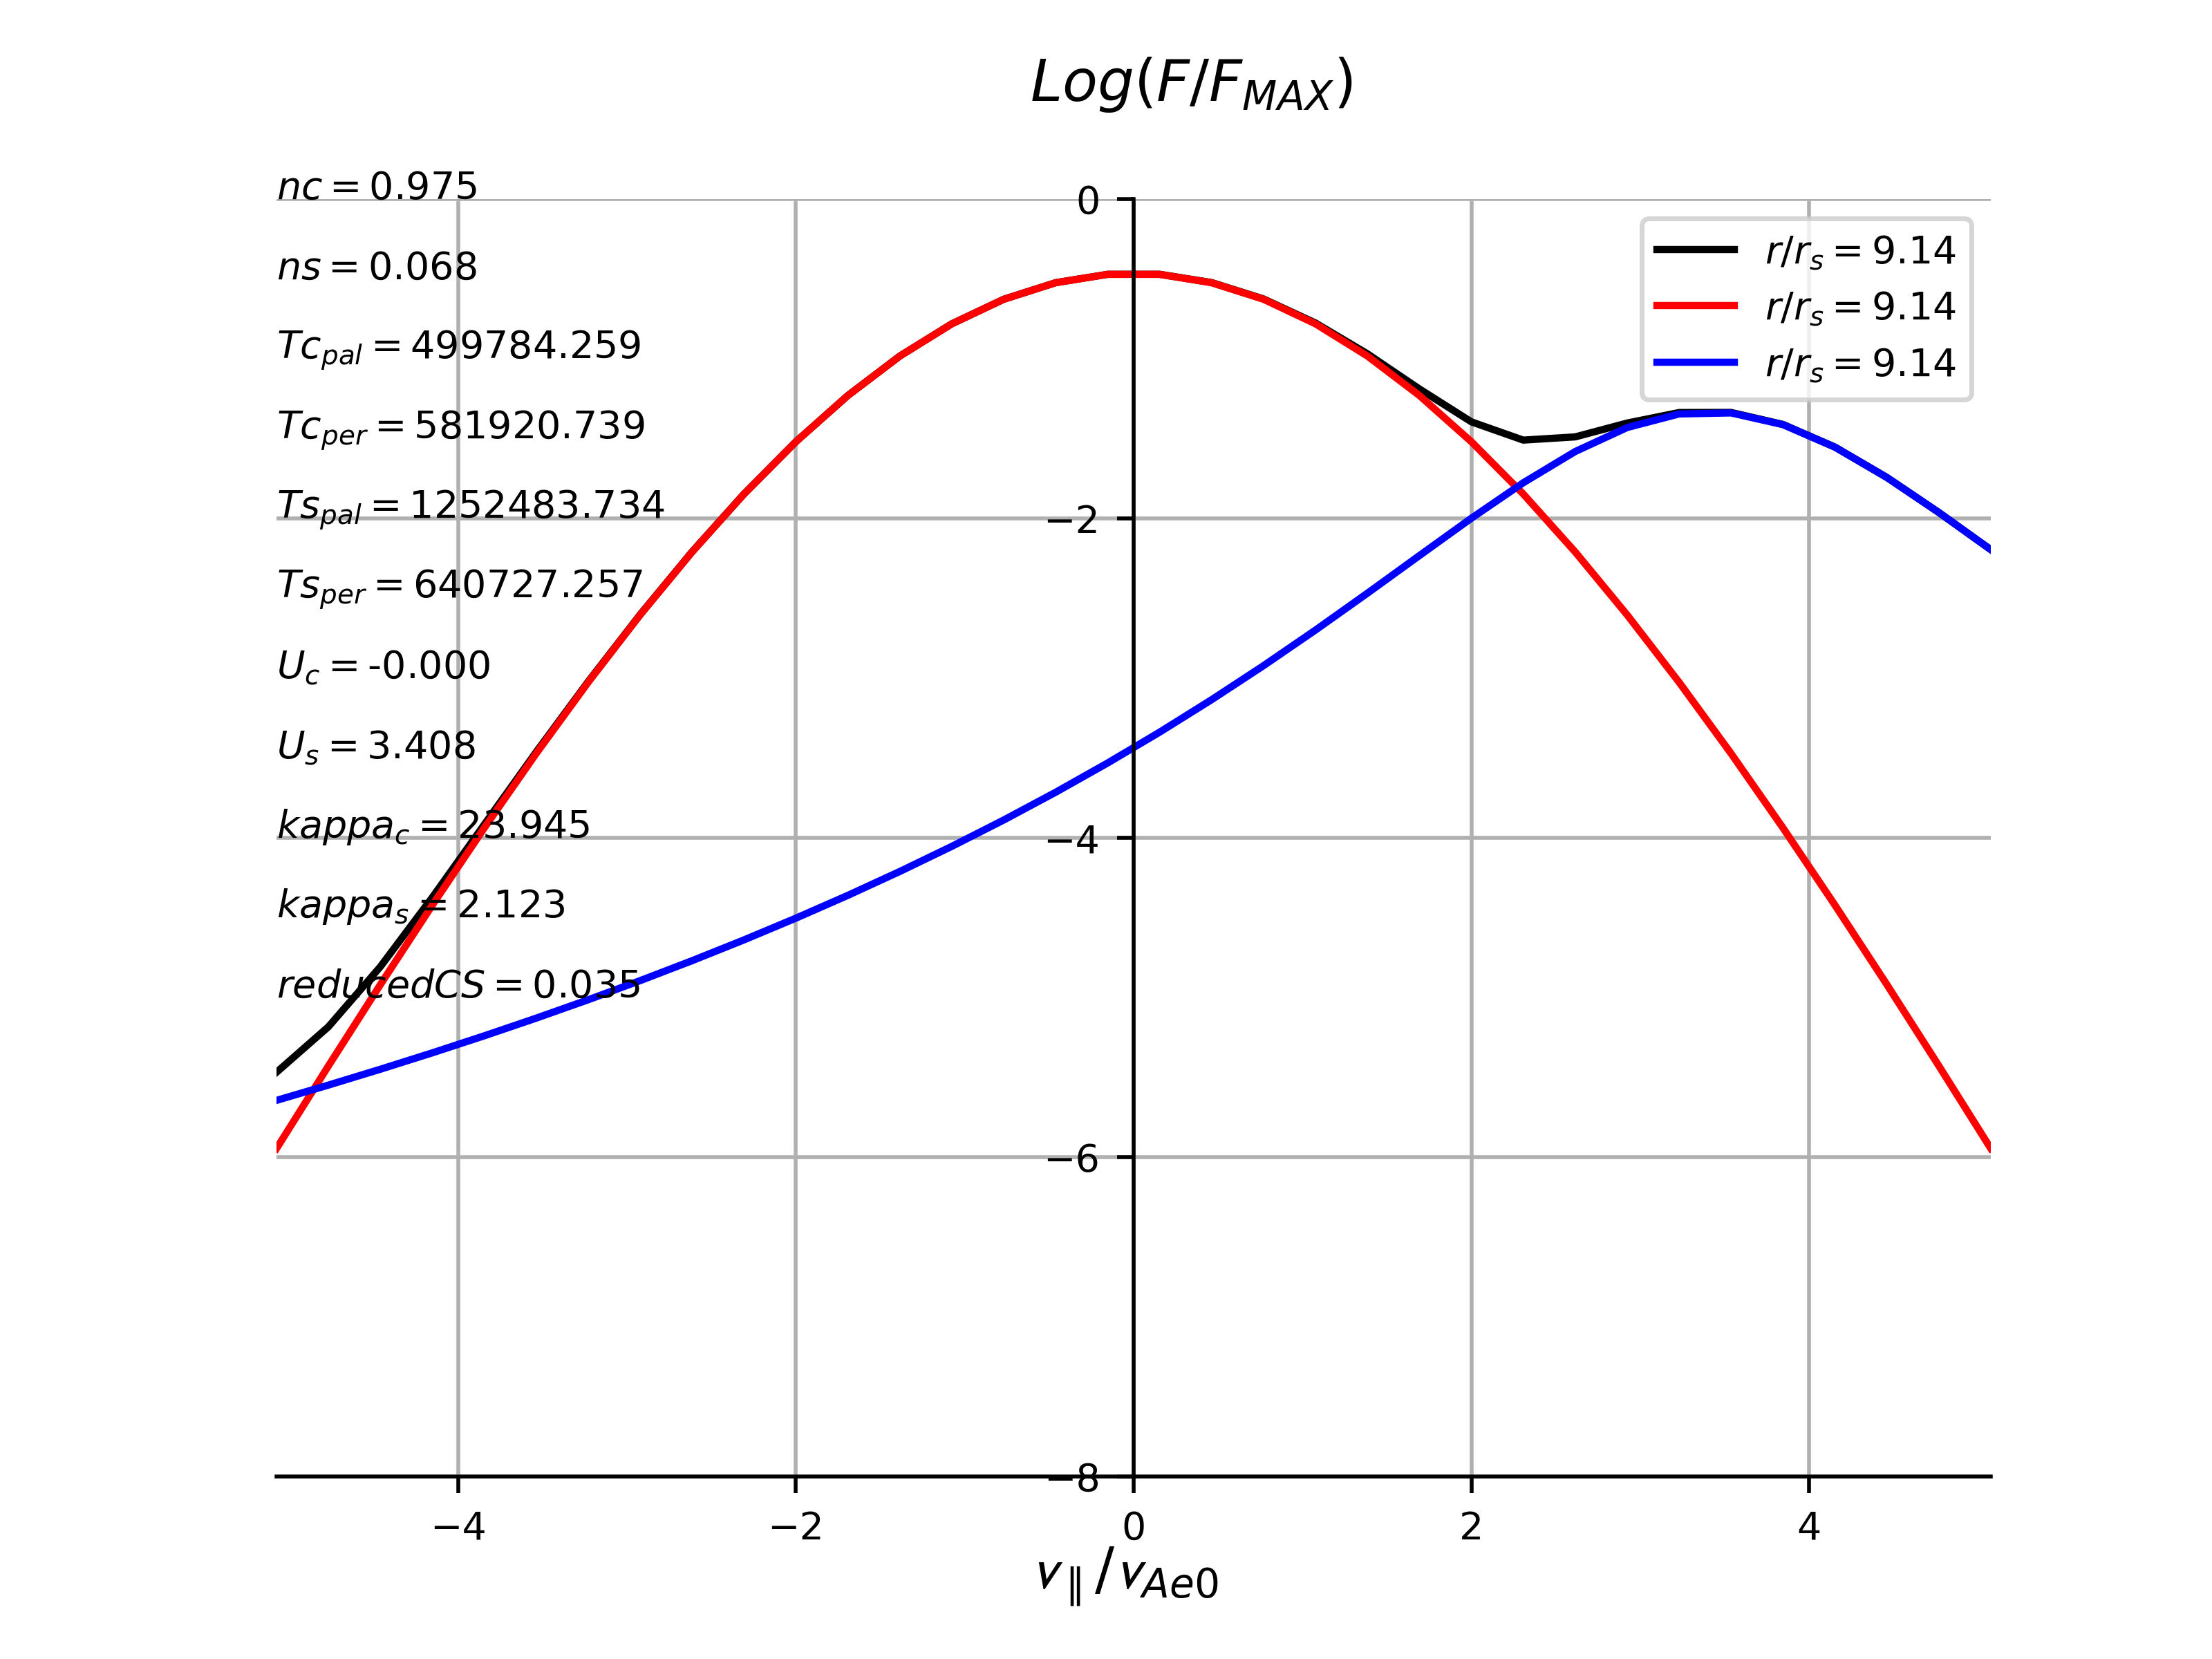 Log(F/F_MAX)
nc = 0.975
ns = 0.068
Tc_pal = 499784.259
Tc_per = 581920.739
Ts_pal = 1252483.734
Ts_per = 640727.257
U_c = -0.000
U_s = 3.408
kappa_c = 23.945
kappa_s = 2.123
reducedCS = 0.035
0
−2
−4
−6
−8
r/r_s = 9.14
r/r_s = 9.14
r/r_s = 9.14
−4 −2 0 2 4
v_∥/v_Ae0